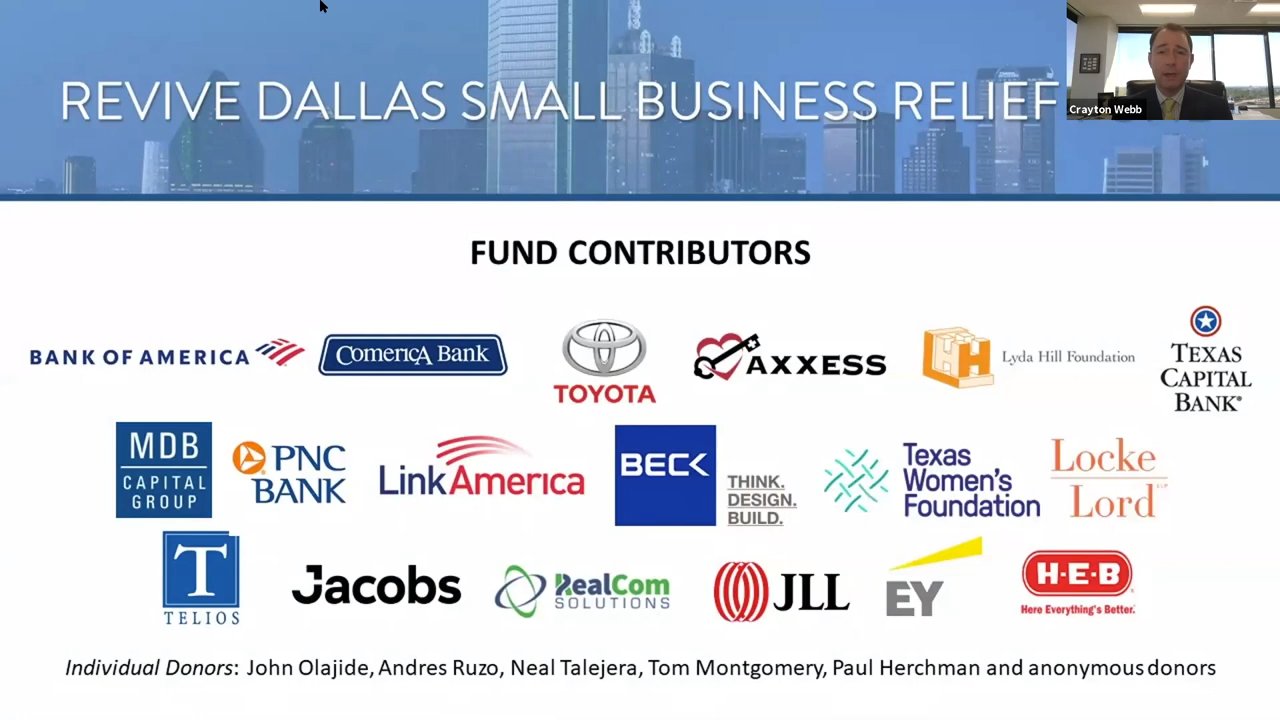 REVIVE DALLAS SMALL BUSINESS RELIEF
Crayton Webb
FUND CONTRIBUTORS
BANK OF AMERICA
ComericA Bank
TOYOTA
AXXESS
Lyda Hill Foundation
TEXAS
CAPITAL
BANK®
MDB
CAPITAL
GROUP
PNC
BANK
LinkAmerica
BECK
THINK.
DESIGN.
BUILD.
Texas
Women's
Foundation
Locke
Lord LLP
T
TELIOS
Jacobs
RealCom
SOLUTIONS
JLL
EY
H-E-B
Here Everything's Better.
Individual Donors: John Olajide, Andres Ruzo, Neal Talejera, Tom Montgomery, Paul Herchman and anonymous donors